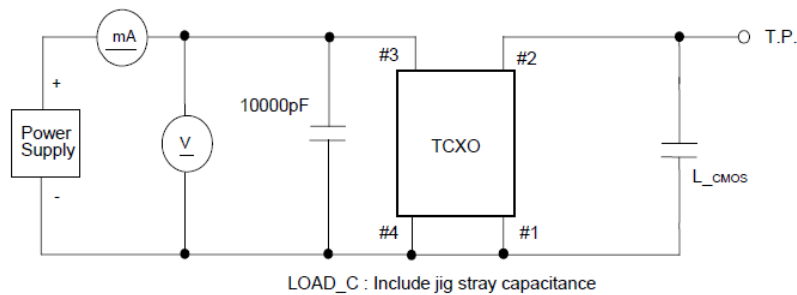 mA
#3
#2
T.P.
+
10000pF
Power
Supply
V
TCXO
L_CMOS
-
#4
#1
LOAD_C : Include jig stray capacitance